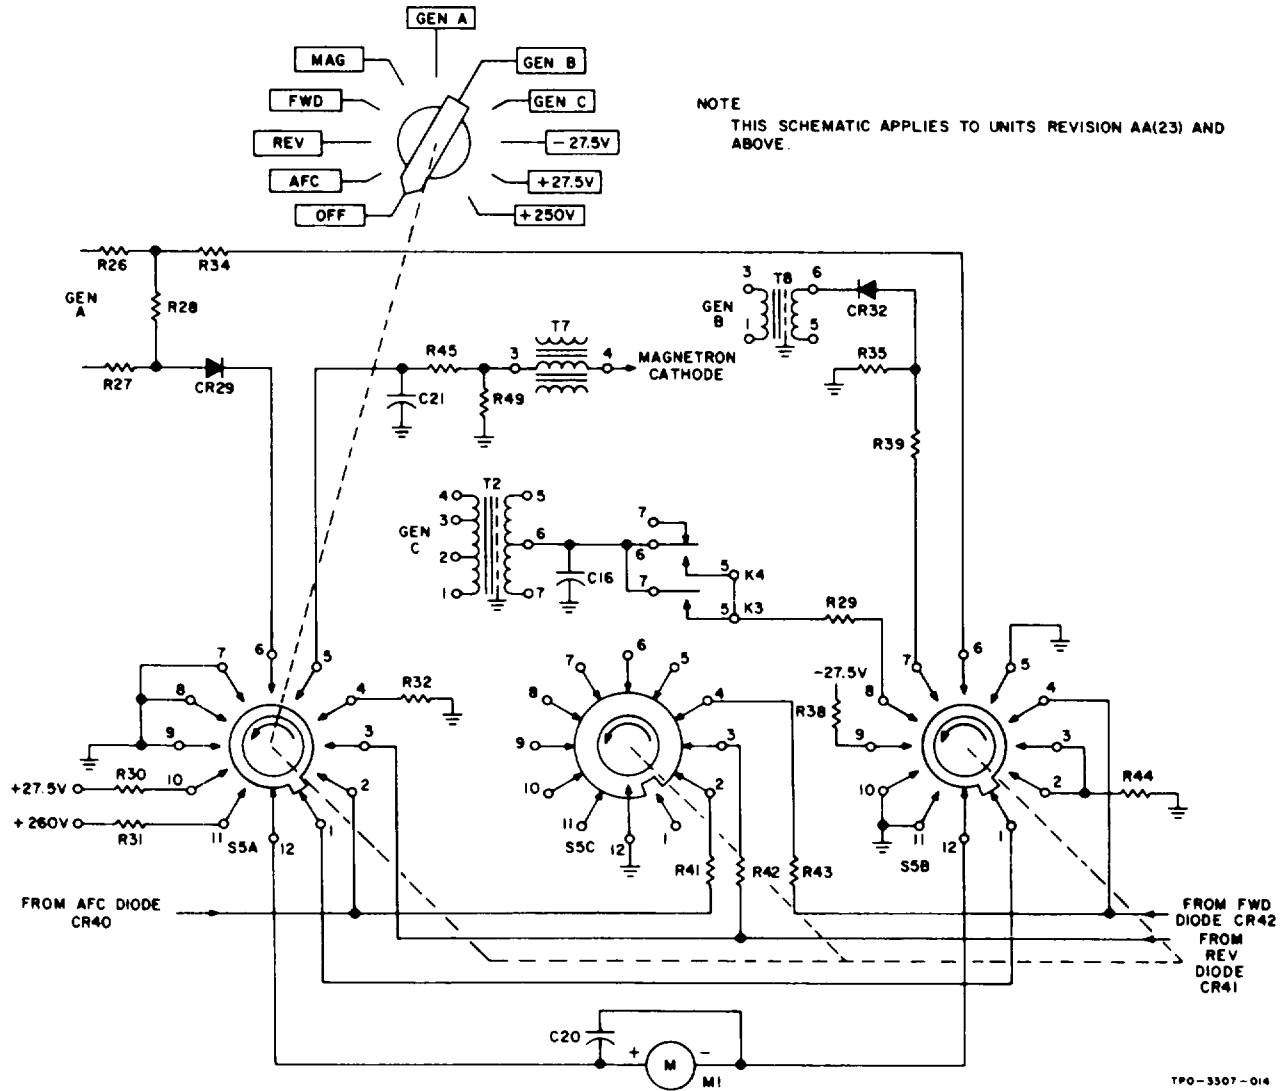 GEN A
MAG
GEN B
FWD
GEN C
REV
-27.5V
AFC
+27.5V
OFF
+250V
NOTE
THIS SCHEMATIC APPLIES TO UNITS REVISION AA(23) AND
ABOVE.
R26
R34
GEN
A
R28
R27
CR29
3
T8
6
GEN
B
1
5
CR32
R35
R39
T7
R45
3
4
MAGNETRON
CATHODE
C21
R49
T2
4
5
3
GEN
C
6
2
1
7
C16
7
6
7
5
K4
5
K3
R29
7
6
5
8
4
R32
9
3
10
2
11
S5A
12
1
+27.5V
R30
+260V
R31
6
7
5
8
4
9
3
10
2
11
S5C
12
1
R41
R42
R43
-27.5V
R38
6
7
5
8
4
9
3
10
2
11
S5B
12
1
R44
FROM AFC DIODE
CR40
FROM FWD
DIODE CR42
FROM
REV
DIODE
CR41
C20
+
M
-
M1
TPO-3307-014